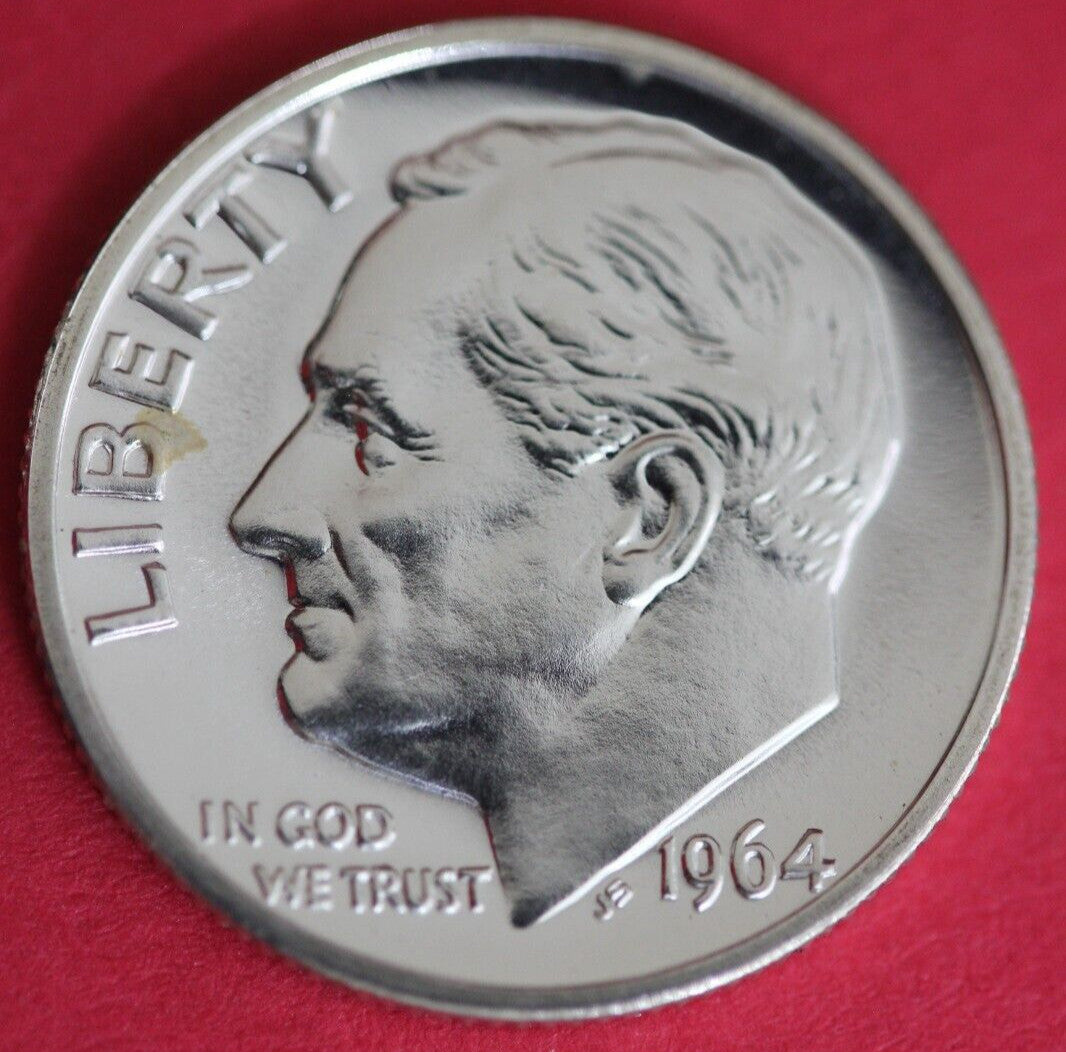 LIBERTY
IN GOD
WE TRUST
JS 1964